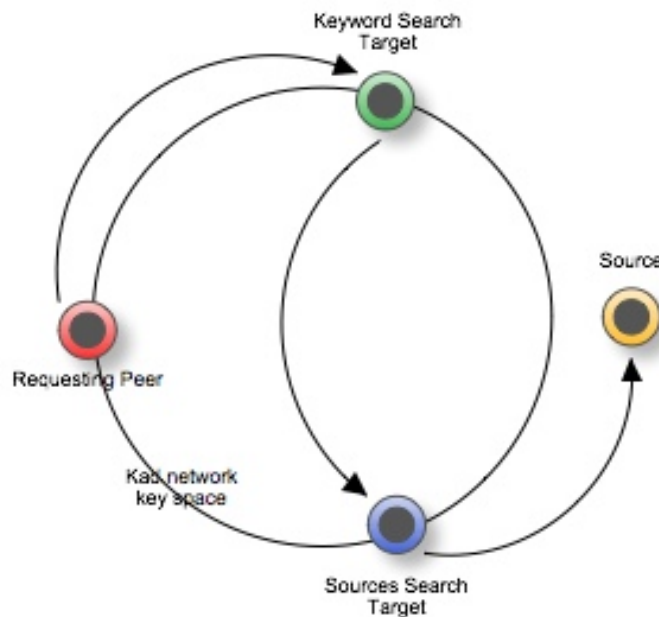 Keyword Search
Target
Source
Requesting Peer
Kad network
key space
Sources Search
Target